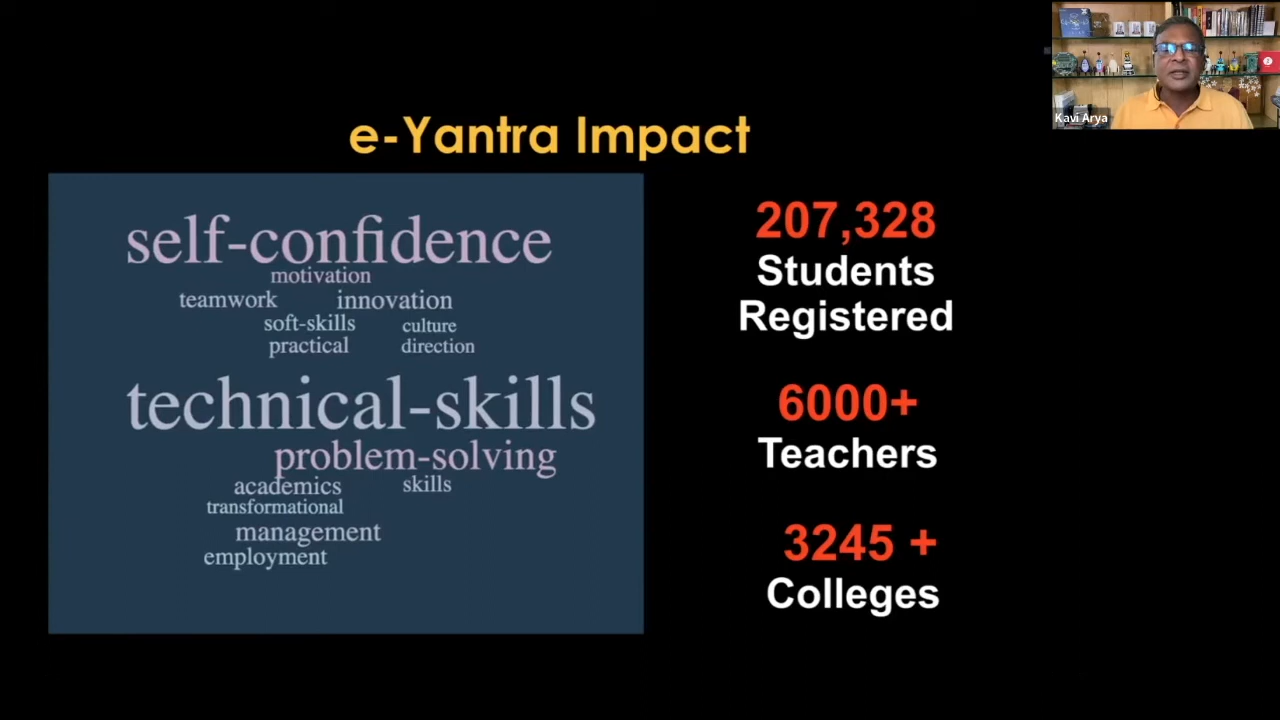 Kavi Arya
e-Yantra Impact
self-confidence
motivation
teamwork innovation
soft-skills culture
practical direction
technical-skills
problem-solving
academics skills
transformational
management
employment
207,328
Students
Registered
6000+
Teachers
3245 +
Colleges